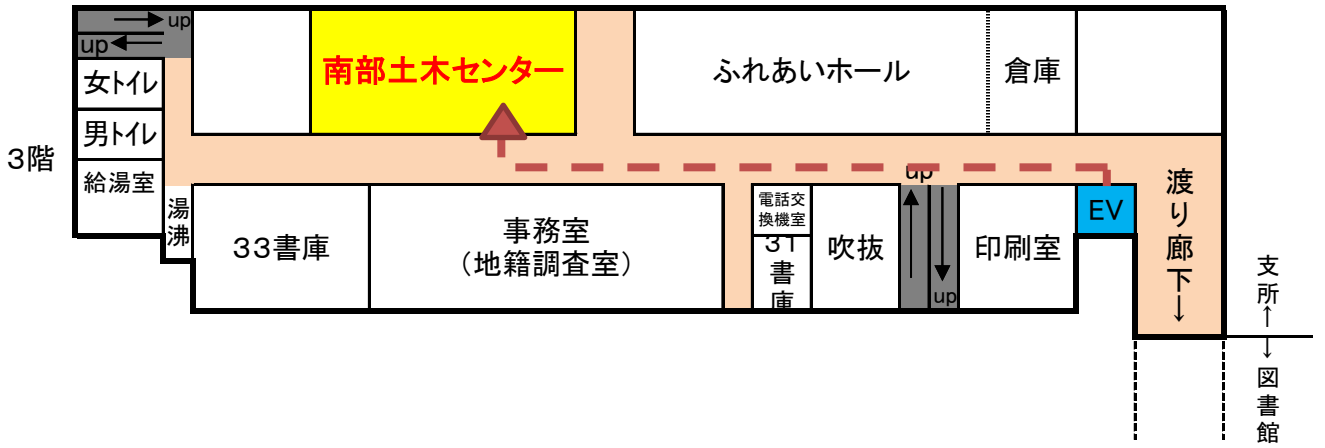 up
up
女トイレ
男トイレ
給湯室
湯沸
3階
南部土木センター
ふれあいホール
倉庫
33書庫
事務室
(地籍調査室)
電話交
換機室
31
書
庫
吹抜
up
up
印刷室
EV
渡り廊下→
支所←
→図書館